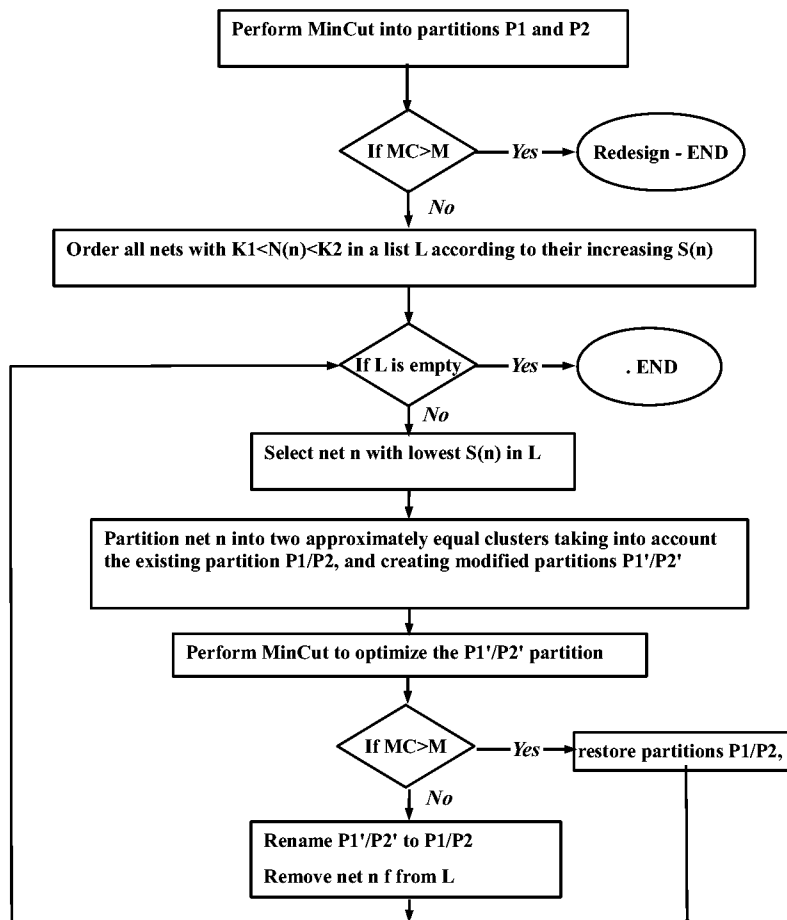 Perform MinCut into partitions P1 and P2
If MC>M
Yes
Redesign - END
No
Order all nets with K1<N(n)<K2 in a list L according to their increasing S(n)
If L is empty
Yes
. END
No
Select net n with lowest S(n) in L
Partition net n into two approximately equal clusters taking into account
the existing partition P1/P2, and creating modified partitions P1'/P2'
Perform MinCut to optimize the P1'/P2' partition
If MC>M
Yes
restore partitions P1/P2,
No
Rename P1'/P2' to P1/P2
Remove net n f from L